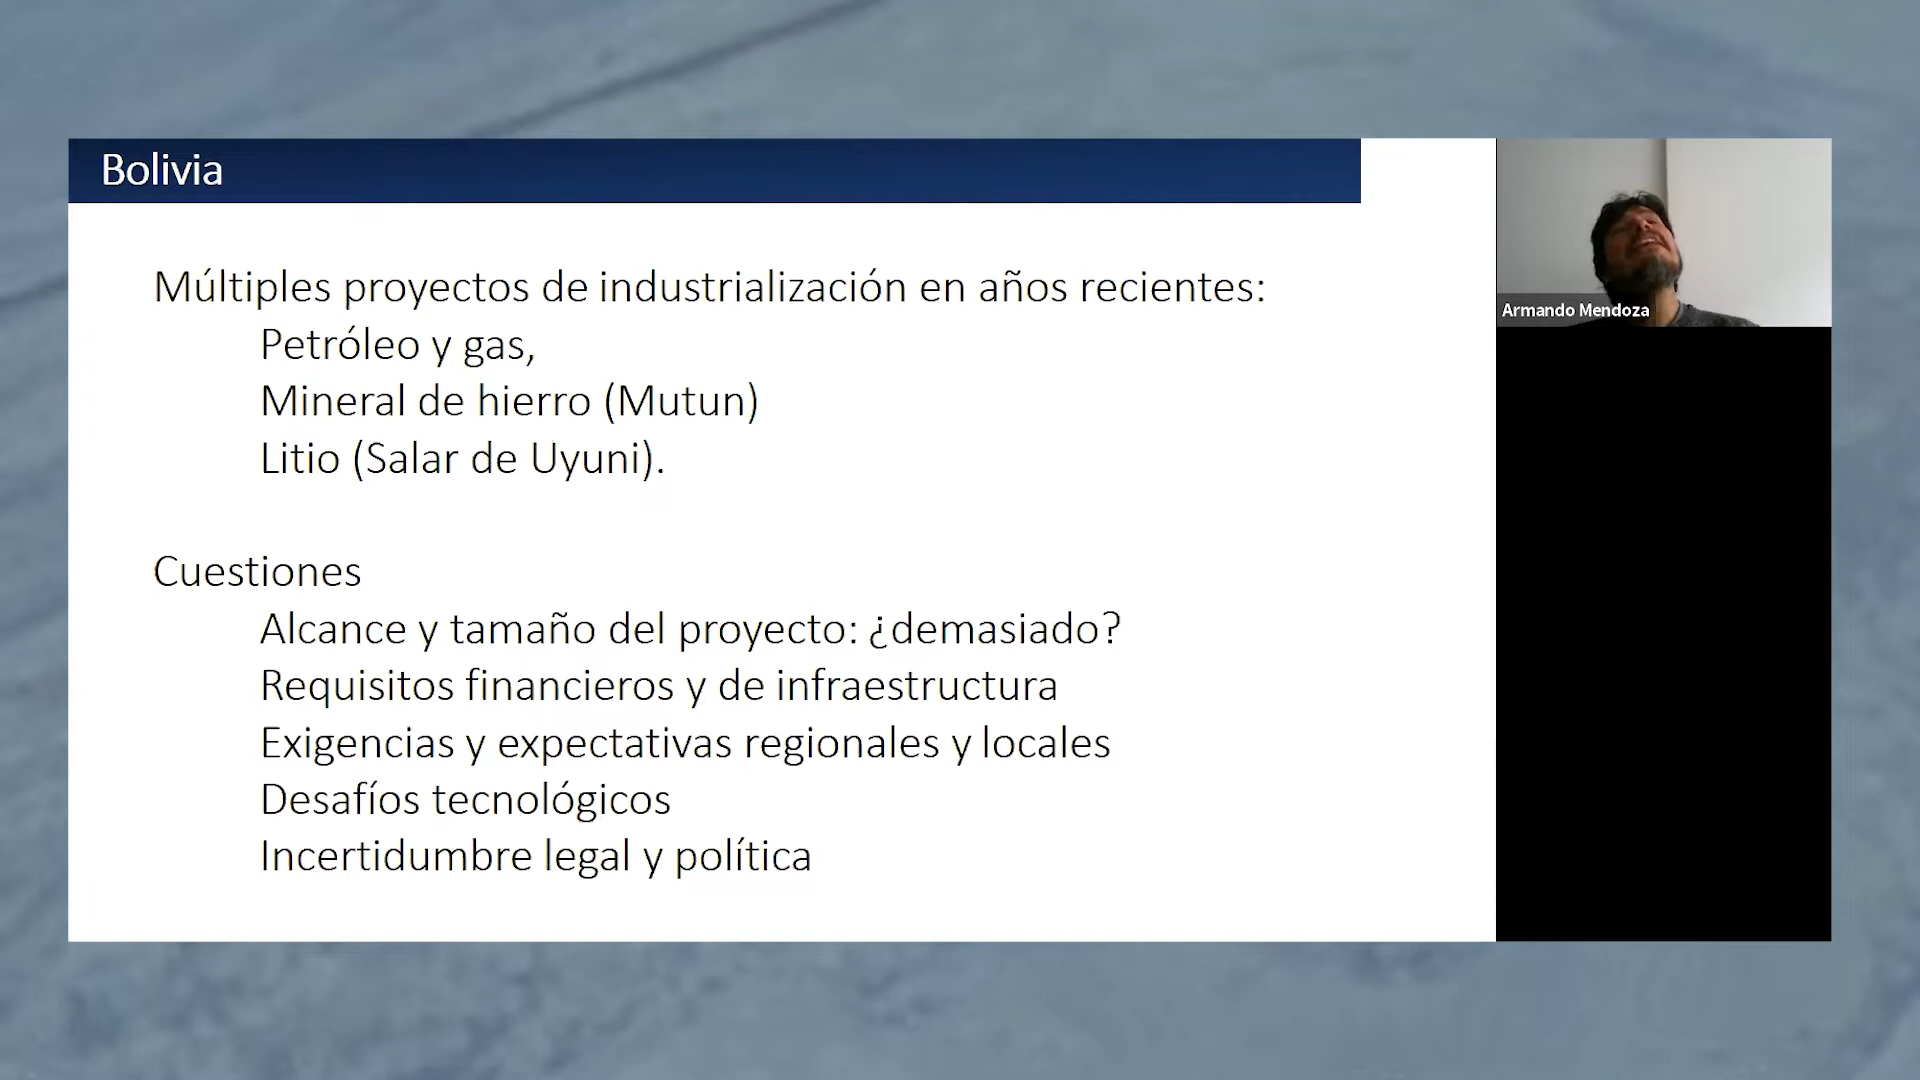 Bolivia
Múltiples proyectos de industrialización en años recientes:
Petróleo y gas,
Mineral de hierro (Mutun)
Litio (Salar de Uyuni).
Cuestiones
Alcance y tamaño del proyecto: ¿demasiado?
Requisitos financieros y de infraestructura
Exigencias y expectativas regionales y locales
Desafíos tecnológicos
Incertidumbre legal y política
Armando Mendoza